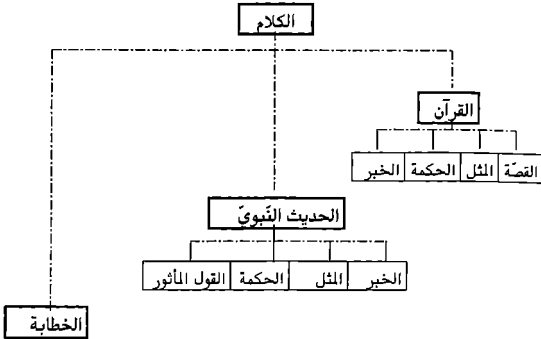 الكلام
القرآن
القصّة المثل الحكمة الخبر
الحديث النّبويّ
الخبر المثل الحكمة القول المأثور
الخطابة